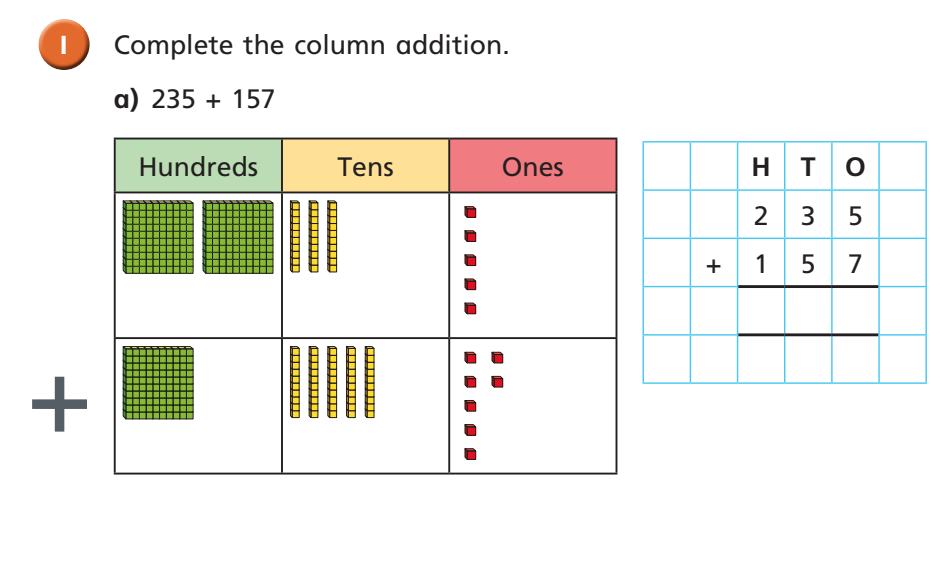 1 Complete the column addition.
a) 235 + 157
Hundreds Tens Ones
+
H T O
2 3 5
+ 1 5 7